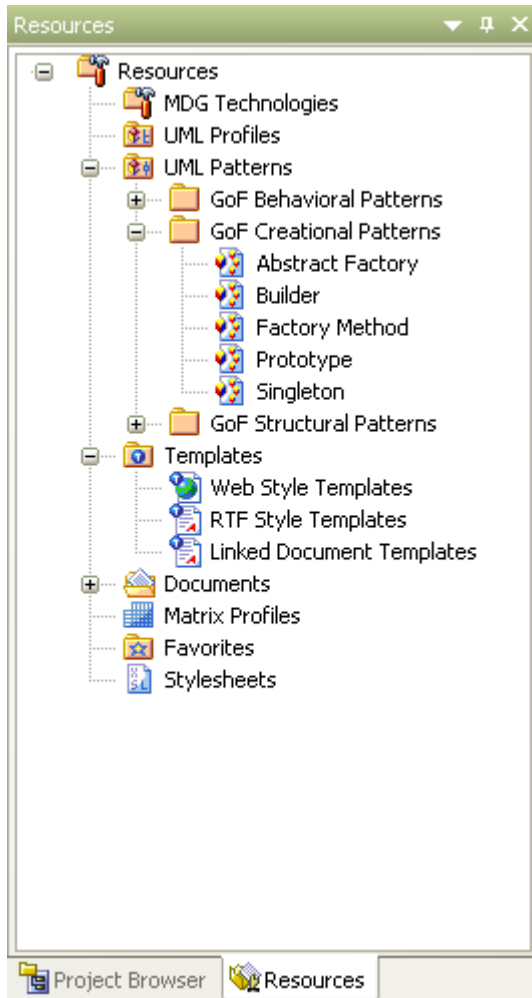 Resources
Resources
MDG Technologies
UML Profiles
UML Patterns
GoF Behavioral Patterns
GoF Creational Patterns
Abstract Factory
Builder
Factory Method
Prototype
Singleton
GoF Structural Patterns
Templates
Web Style Templates
RTF Style Templates
Linked Document Templates
Documents
Matrix Profiles
Favorites
Stylesheets
Project Browser Resources